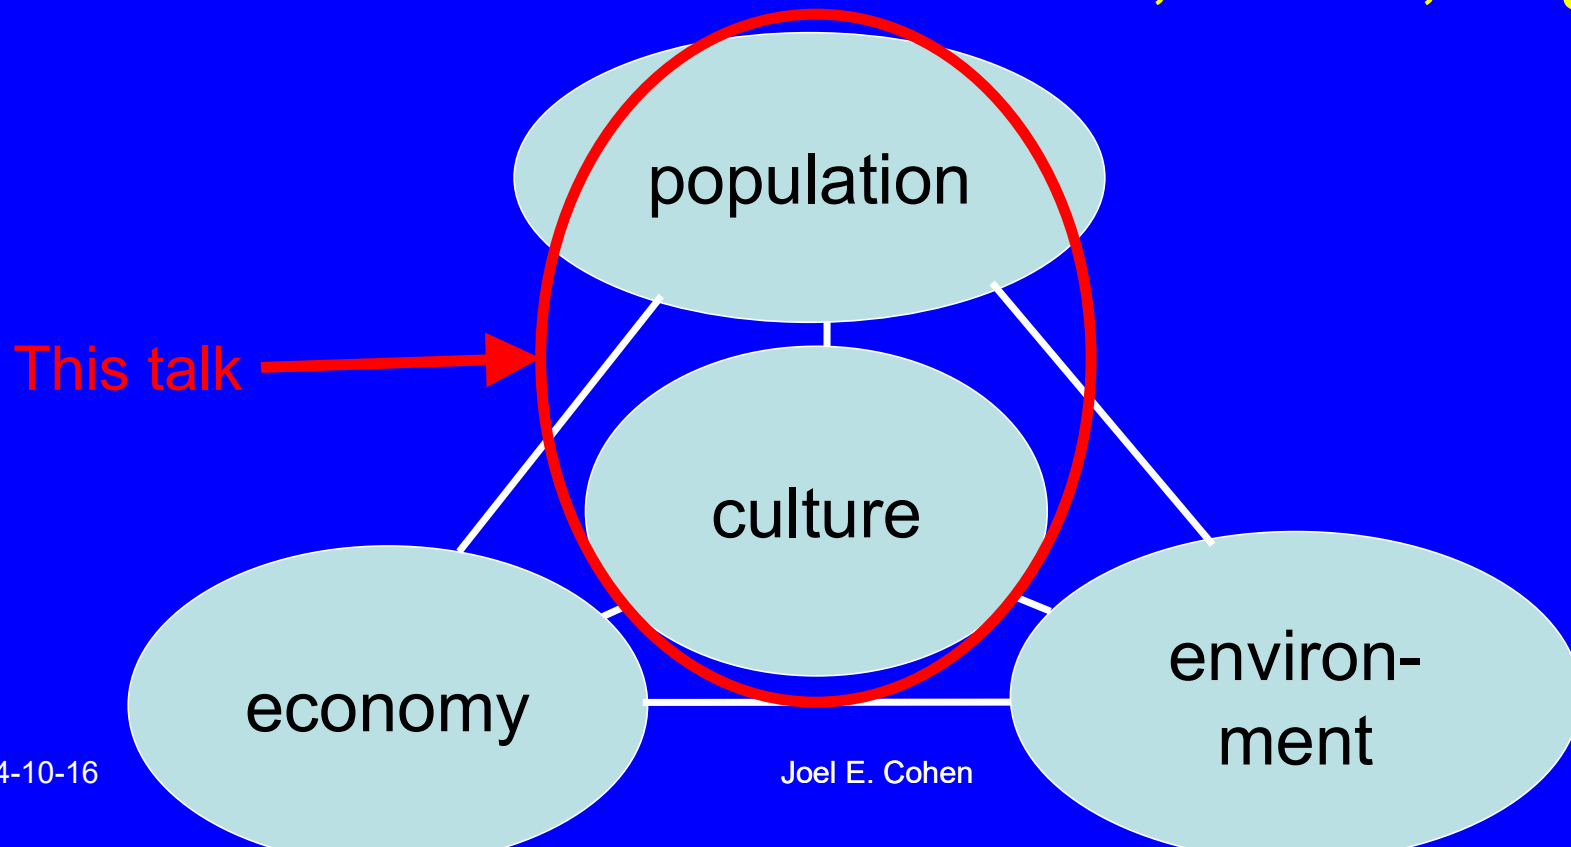 population
This talk
culture
environ-
ment
economy
4-10-16
Joel E. Cohen